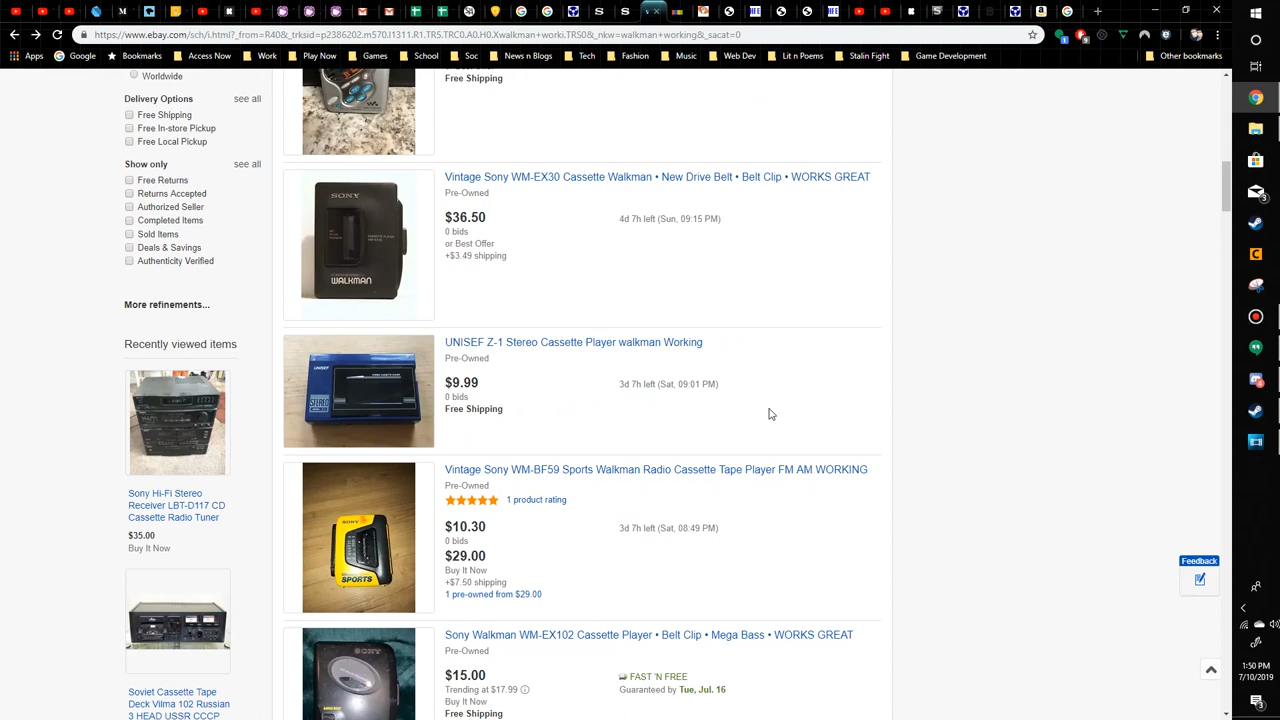 https://www.ebay.com/sch/i.html?_from=R40&_trksid=p2386202.m570.l1311.R1.TR5.TRC0.A0.H0.Xwalkman+worki.TRS0&_nkw=walkman+working&_sacat=0
Apps
Google
Bookmarks
Access Now
Work
Play Now
Games
School
Soc
News n Blogs
Tech
Fashion
Music
Web Dev
Lit n Poems
Stalin Fight
Game Development
Other bookmarks
Worldwide
Delivery Options
see all
Free Shipping
Free In-store Pickup
Free Local Pickup
Show only
see all
Free Returns
Returns Accepted
Authorized Seller
Completed Items
Sold Items
Deals & Savings
Authenticity Verified
More refinements...
Recently viewed items
Sony Hi-Fi Stereo
Receiver LBT-D117 CD
Cassette Radio Tuner
$35.00
Buy It Now
Soviet Cassette Tape
Deck Vilma 102 Russian
3 HEAD USSR CCCP
Free Shipping
Vintage Sony WM-EX30 Cassette Walkman • New Drive Belt • Belt Clip • WORKS GREAT
Pre-Owned
$36.50
4d 7h left (Sun, 09:15 PM)
0 bids
or Best Offer
+$3.49 shipping
SONY
WALKMAN
UNISEF Z-1 Stereo Cassette Player walkman Working
Pre-Owned
$9.99
3d 7h left (Sat, 09:01 PM)
0 bids
Free Shipping
UNISEF
STEREO
Vintage Sony WM-BF59 Sports Walkman Radio Cassette Tape Player FM AM WORKING
Pre-Owned
1 product rating
$10.30
3d 7h left (Sat, 08:49 PM)
0 bids
$29.00
Buy It Now
+$7.50 shipping
1 pre-owned from $29.00
SONY
SPORTS
Sony Walkman WM-EX102 Cassette Player • Belt Clip • Mega Bass • WORKS GREAT
Pre-Owned
$15.00
FAST 'N FREE
Trending at $17.99
Guaranteed by Tue, Jul. 16
Buy It Now
Free Shipping
SONY
Feedback
1:50 PM
7/10/2019